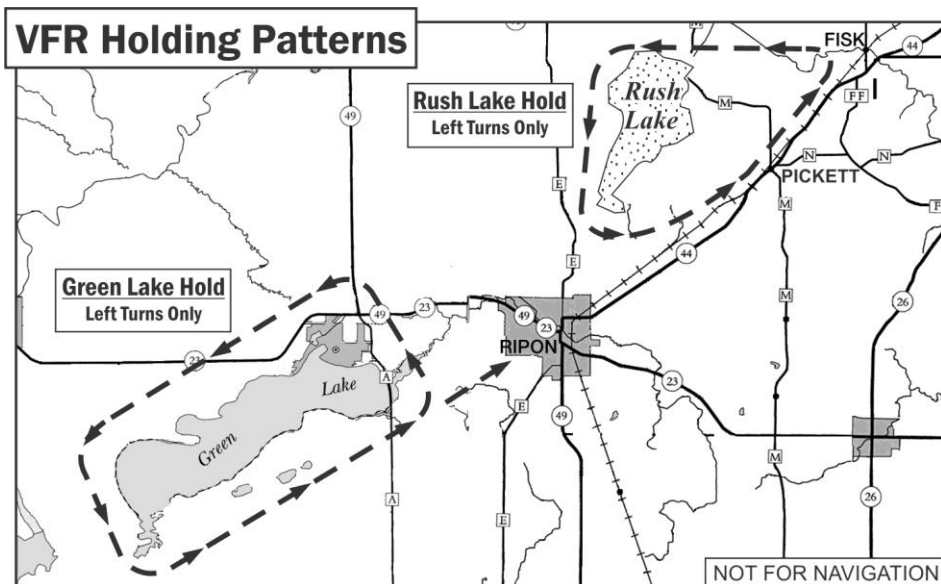 VFR Holding Patterns
49
M
FISK
44
Rush Lake Hold
Left Turns Only
Rush
Lake
49
M
FF
N
N
PICKETT
E
M
F
E
44
Green Lake Hold
Left Turns Only
M
26
49
23
49
23
23
RIPON
A
Lake
23
E
49
Green
M
A
26
E
NOT FOR NAVIGATION